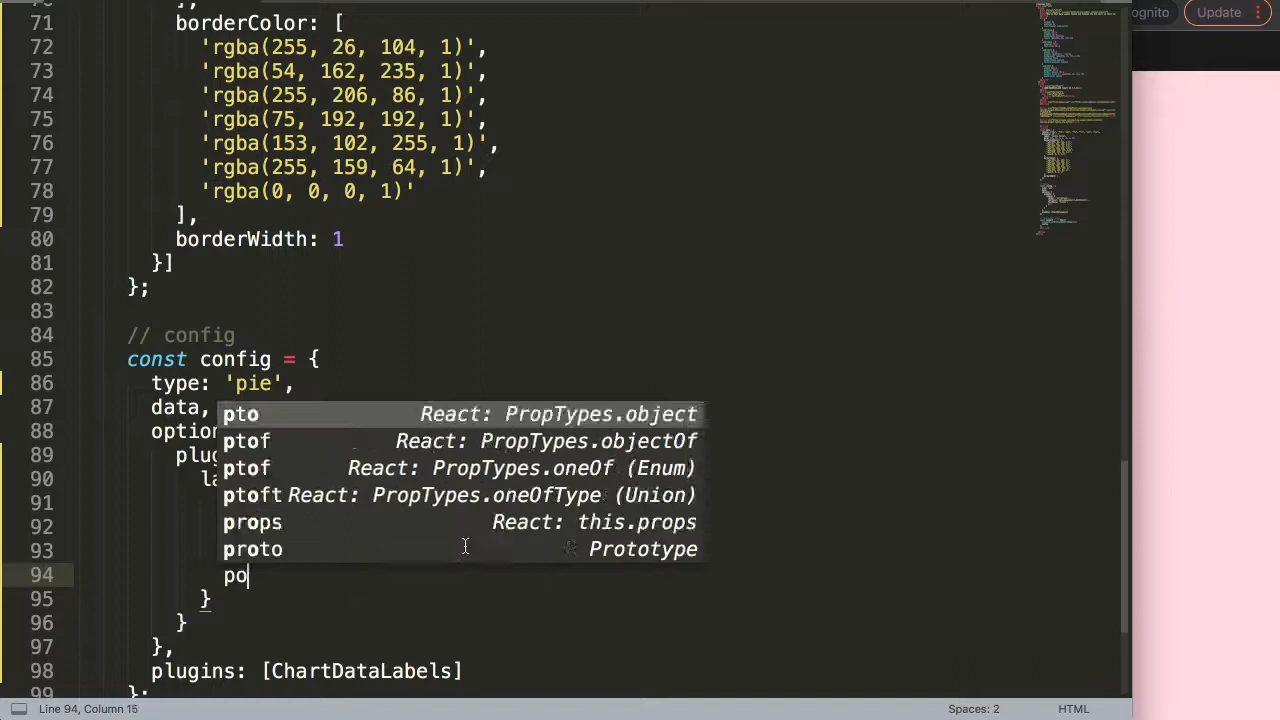 ognito
Update
70
],
71
borderColor: [
72
'rgba(255, 26, 104, 1)',
73
'rgba(54, 162, 235, 1)',
74
'rgba(255, 206, 86, 1)',
75
'rgba(75, 192, 192, 1)',
76
'rgba(153, 102, 255, 1)',
77
'rgba(255, 159, 64, 1)',
78
'rgba(0, 0, 0, 1)'
79
],
80
borderWidth: 1
81
}]
82
};
83
84
// config
85
const config = {
86
type: 'pie',
87
data,
pto React: PropTypes.object
88
option
ptof React: PropTypes.objectOf
89
plug
ptof React: PropTypes.oneOf (Enum)
90
la
ptoft React: PropTypes.oneOfType (Union)
91
props React: this.props
92
93
proto Prototype
94
po
95
}
96
}
97
},
98
plugins: [ChartDataLabels]
99
};
Line 94, Column 15
Spaces: 2
HTML